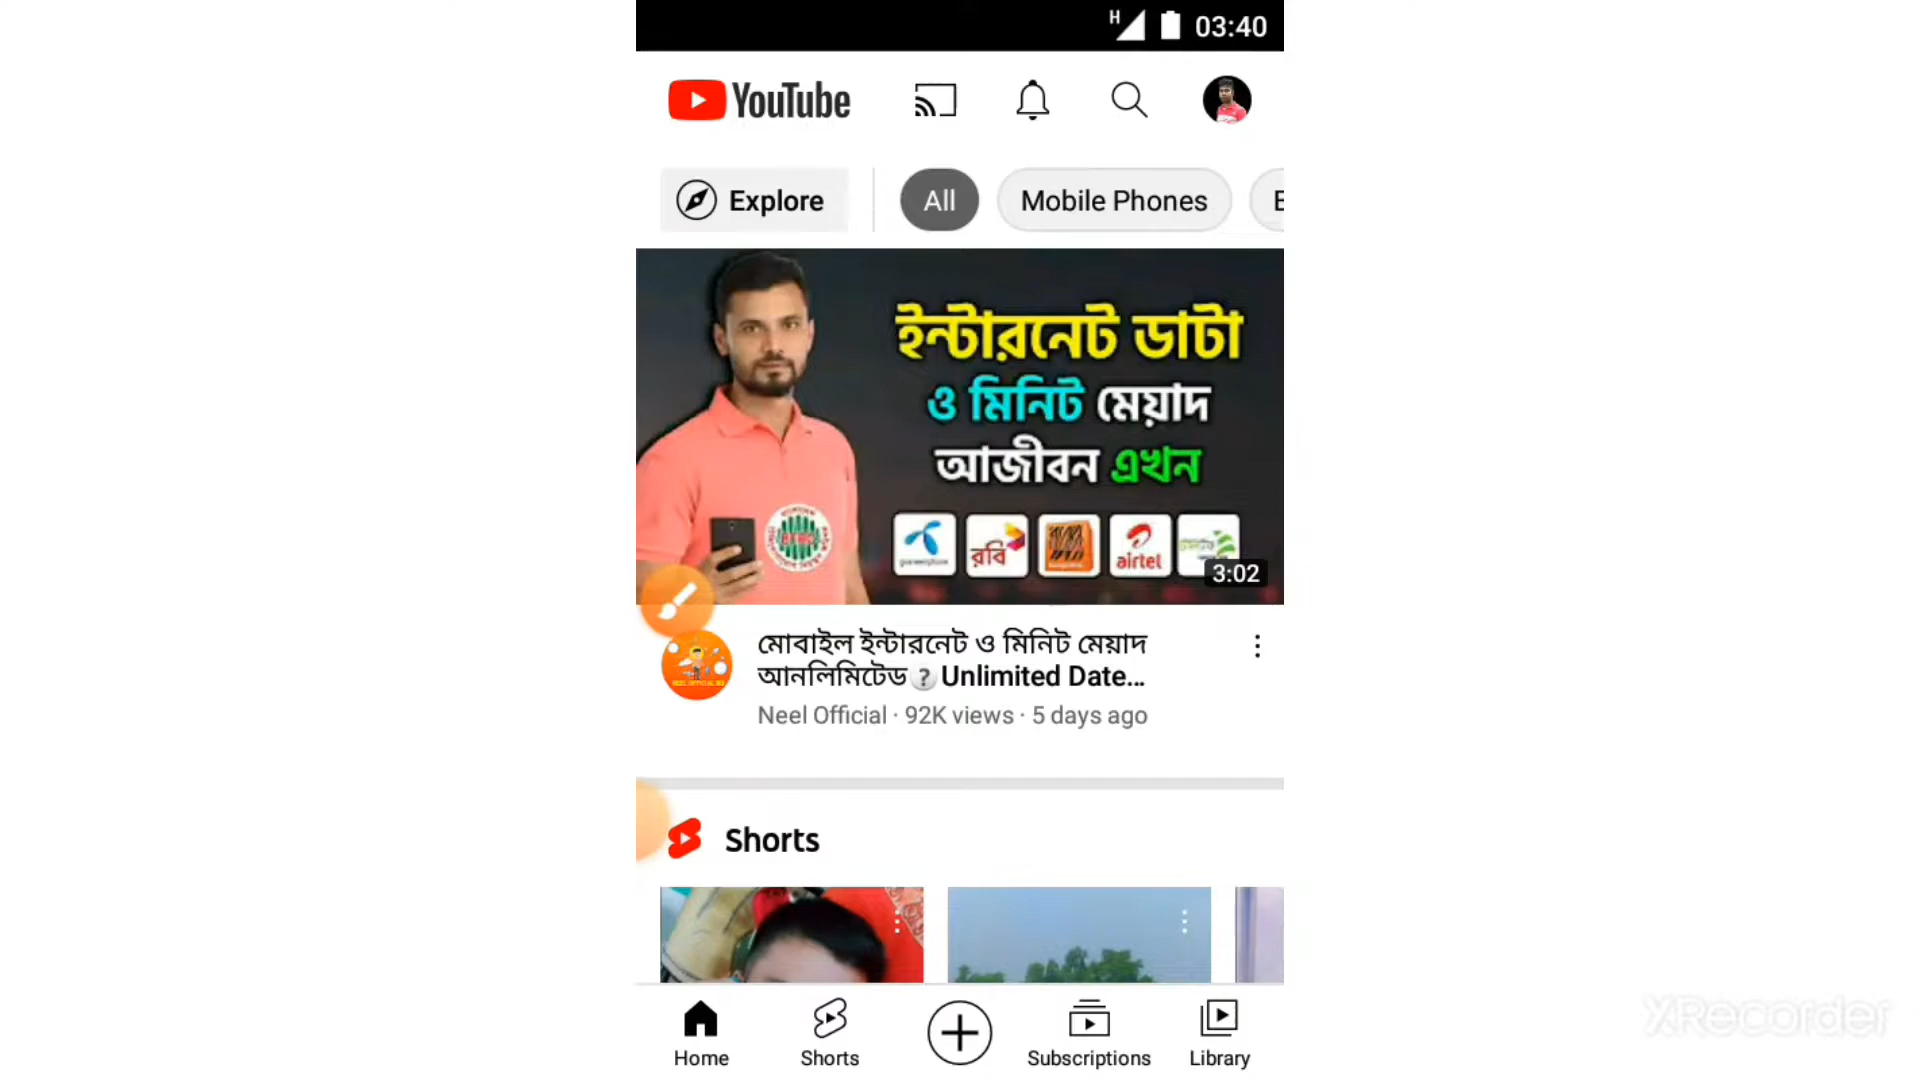 H 03:40
YouTube
Explore
All
Mobile Phones
E
ইন্টারনেট ডাটা
ও মিনিট মেয়াদ
আজীবন এখন
রবি
airtel
3:02
মোবাইল ইন্টারনেট ও মিনিট মেয়াদ
আনলিমিটেড?Unlimited Date...
Neel Official · 92K views · 5 days ago
Shorts
Home
Shorts
Subscriptions
Library
XRecorder